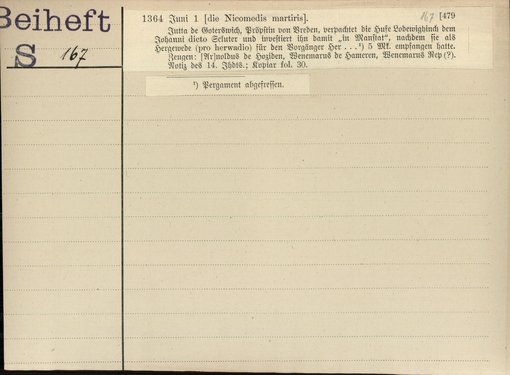 Beiheft
S 167
1364 Juni 1 [die Nicomedis martiris]. 167 [479
Jutta de Goterswich, Pröpstin von Vreden, verpachtet die Hufe Lodewighinch dem
Johanni dicto Scluter und investiert ihn damit „in Manstat“, nachdem sie als
Hergewede (pro herwadio) für den Vorgänger Her . . .¹) 5 Mk. empfangen hatte.
Zeugen: [Ar]noldus de Hoziden, Wenemarus de Hameren, Wenemarus Rep (?).
Notiz des 14. Jhdts.; Kopiar fol. 30.
¹) Pergament abgefressen.